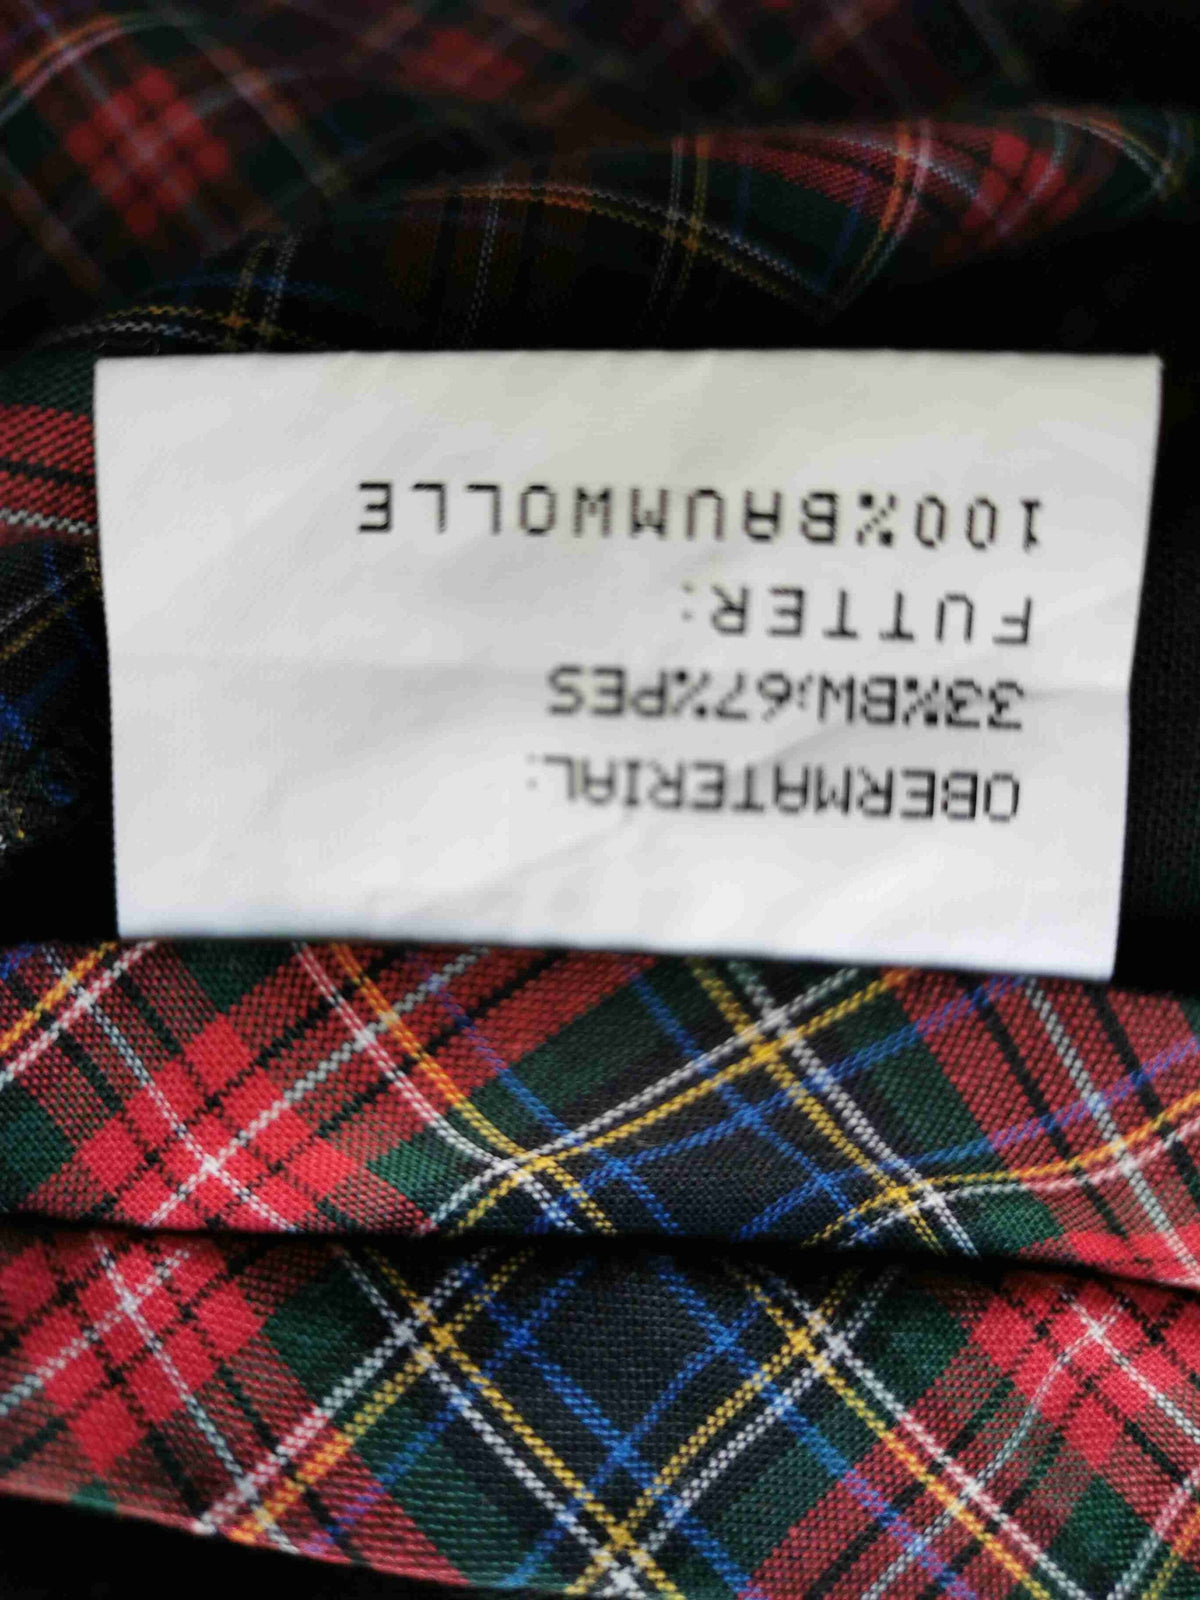 OBERMATERIAL:
33%BW;67%PES
FUTTER:
100%BAUMWOLLE